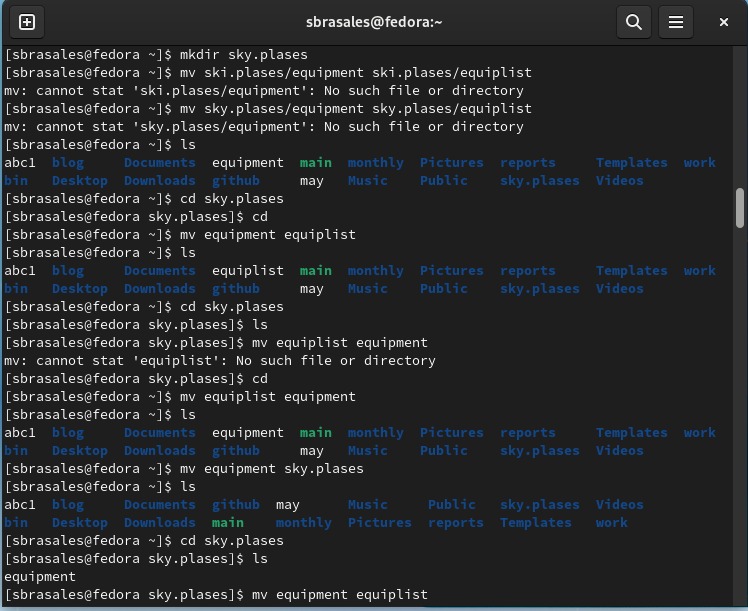 sbrasales@fedora:~
[sbrasales@fedora ~]$ mkdir sky.plases
[sbrasales@fedora ~]$ mv ski.plases/equipment ski.plases/equiplist
mv: cannot stat 'ski.plases/equipment': No such file or directory
[sbrasales@fedora ~]$ mv sky.plases/equipment sky.plases/equiplist
mv: cannot stat 'sky.plases/equipment': No such file or directory
[sbrasales@fedora ~]$ ls
abc1  blog     Documents  equipment  main  monthly  Pictures  reports     Templates  work
bin   Desktop  Downloads  github     may   Music    Public    sky.plases  Videos
[sbrasales@fedora ~]$ cd sky.plases
[sbrasales@fedora sky.plases]$ cd
[sbrasales@fedora ~]$ mv equipment equiplist
[sbrasales@fedora ~]$ ls
abc1  blog     Documents  equiplist  main  monthly  Pictures  reports     Templates  work
bin   Desktop  Downloads  github     may   Music    Public    sky.plases  Videos
[sbrasales@fedora ~]$ cd sky.plases
[sbrasales@fedora sky.plases]$ ls
[sbrasales@fedora sky.plases]$ mv equiplist equipment
mv: cannot stat 'equiplist': No such file or directory
[sbrasales@fedora sky.plases]$ cd
[sbrasales@fedora ~]$ mv equiplist equipment
[sbrasales@fedora ~]$ ls
abc1  blog     Documents  equipment  main  monthly  Pictures  reports     Templates  work
bin   Desktop  Downloads  github     may   Music    Public    sky.plases  Videos
[sbrasales@fedora ~]$ mv equipment sky.plases
[sbrasales@fedora ~]$ ls
abc1  blog     Documents  github  may      Music     Public   sky.plases  Videos
bin   Desktop  Downloads  main    monthly  Pictures  reports  Templates   work
[sbrasales@fedora ~]$ cd sky.plases
[sbrasales@fedora sky.plases]$ ls
equipment
[sbrasales@fedora sky.plases]$ mv equipment equiplist